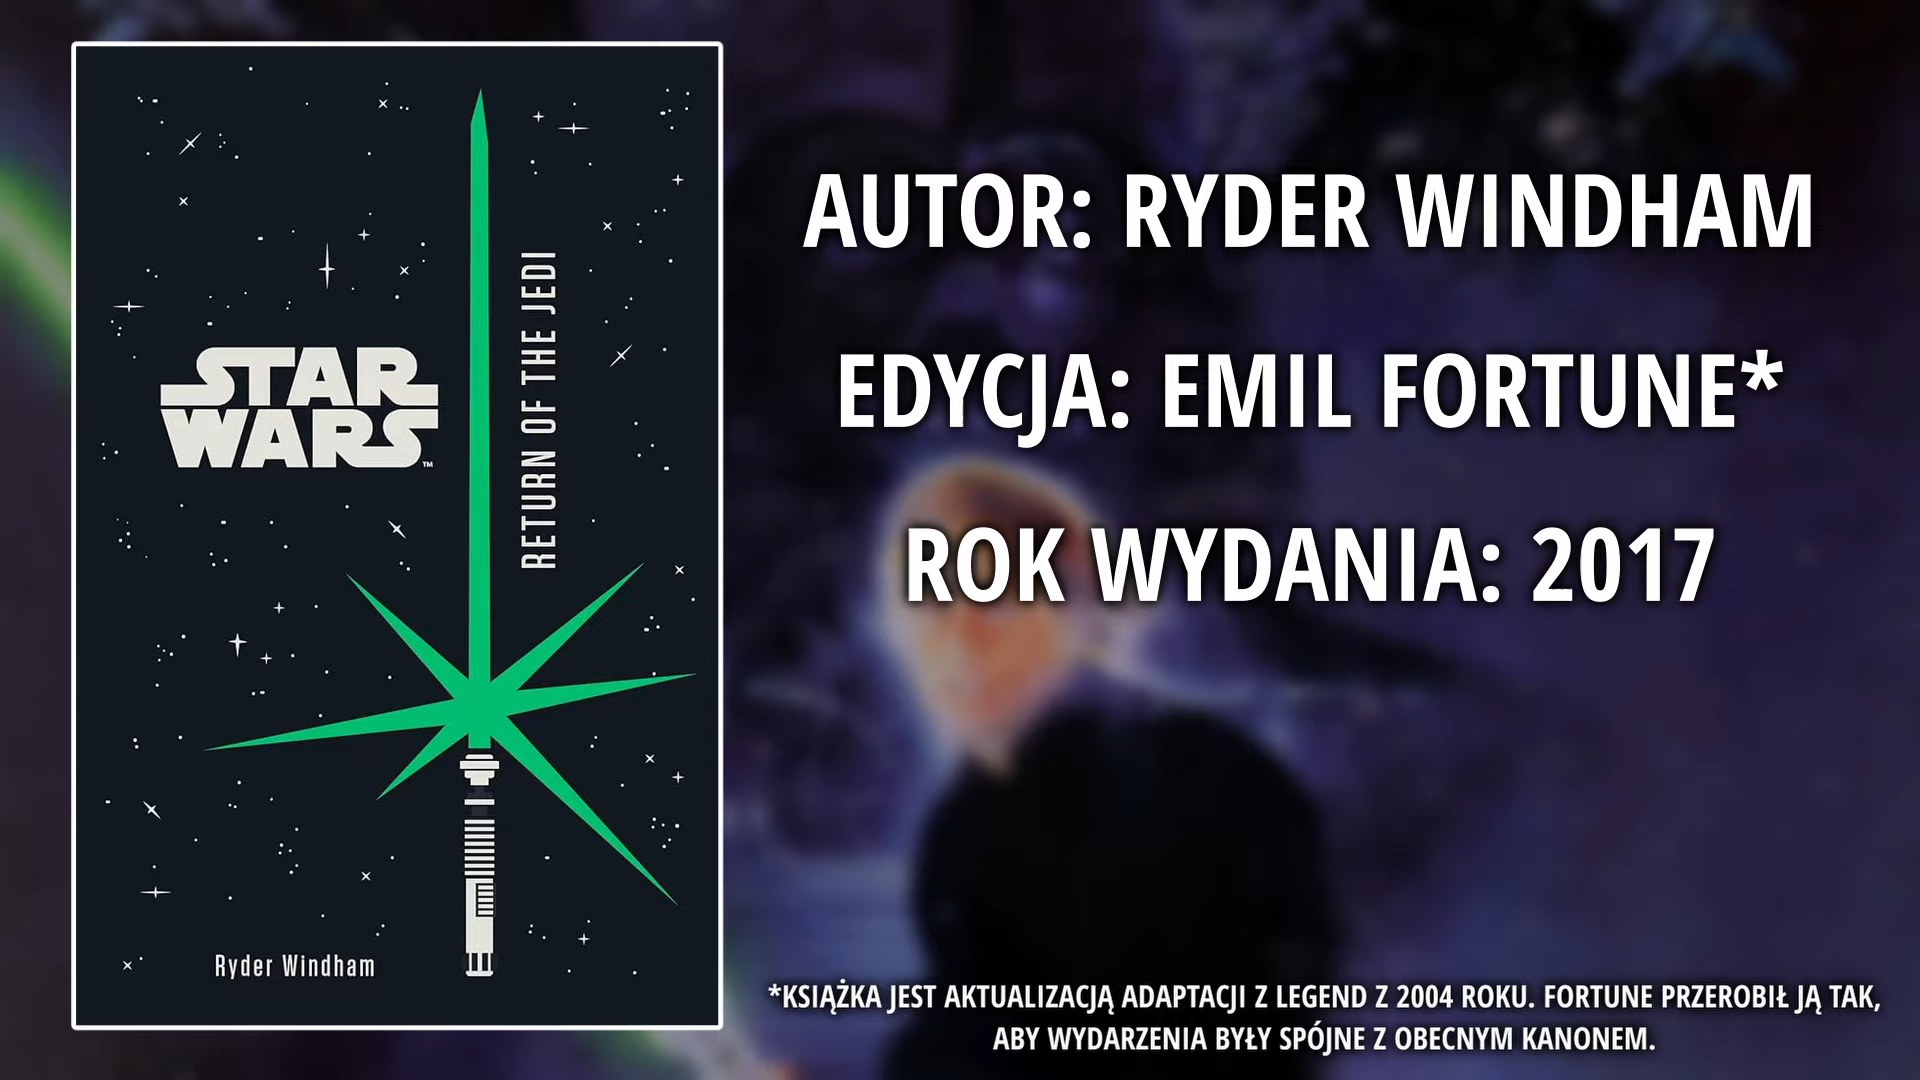 STAR
WARS™
RETURN OF THE JEDI
Ryder Windham
AUTOR: RYDER WINDHAM
EDYCJA: EMIL FORTUNE*
ROK WYDANIA: 2017
*KSIĄŻKA JEST AKTUALIZACJĄ ADAPTACJI Z LEGEND Z 2004 ROKU. FORTUNE PRZEROBIŁ JĄ TAK,
ABY WYDARZENIA BYŁY SPÓJNE Z OBECNYM KANONEM.